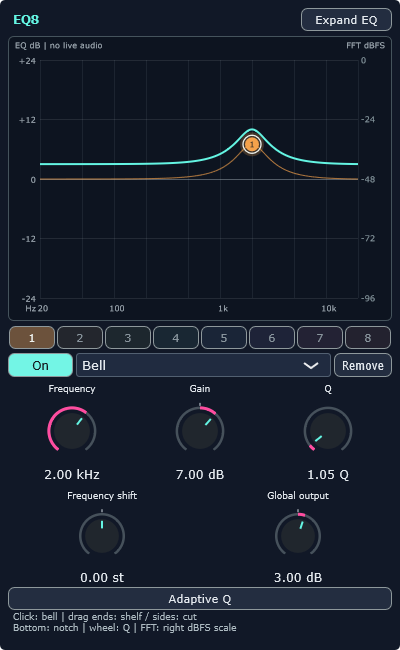 EQ8 Expand EQ
EQ dB | no live audio FFT dBFS
+24 0
+12 -24
0 -48
-12 -72
-24 -96
Hz 20 100 1k 10k
1
1 2 3 4 5 6 7 8
On Bell Remove
Frequency Gain Q
2.00 kHz 7.00 dB 1.05 Q
Frequency shift Global output
0.00 st 3.00 dB
Adaptive Q
Click: bell | drag ends: shelf / sides: cut
Bottom: notch | wheel: Q | FFT: right dBFS scale